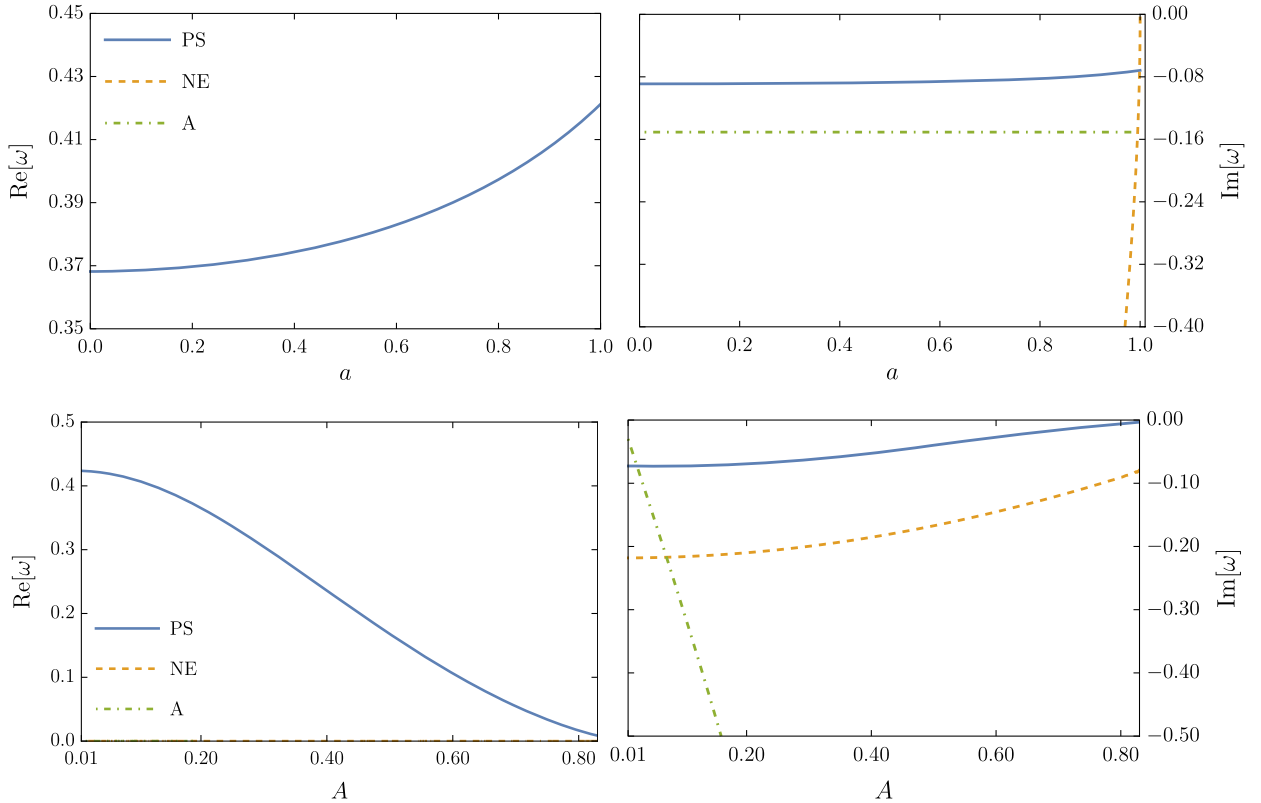 0.45
0.43
0.41
0.39
0.37
0.35
Re[ω]
PS
NE
A
0.0 0.2 0.4 0.6 0.8 1.0
a
0.00
−0.08
−0.16
−0.24
−0.32
−0.40
Im[ω]
0.0 0.2 0.4 0.6 0.8 1.0
a
0.5
0.4
0.3
0.2
0.1
0.0
Re[ω]
PS
NE
A
0.01 0.20 0.40 0.60 0.80
A
0.00
−0.10
−0.20
−0.30
−0.40
−0.50
Im[ω]
0.01 0.20 0.40 0.60 0.80
A